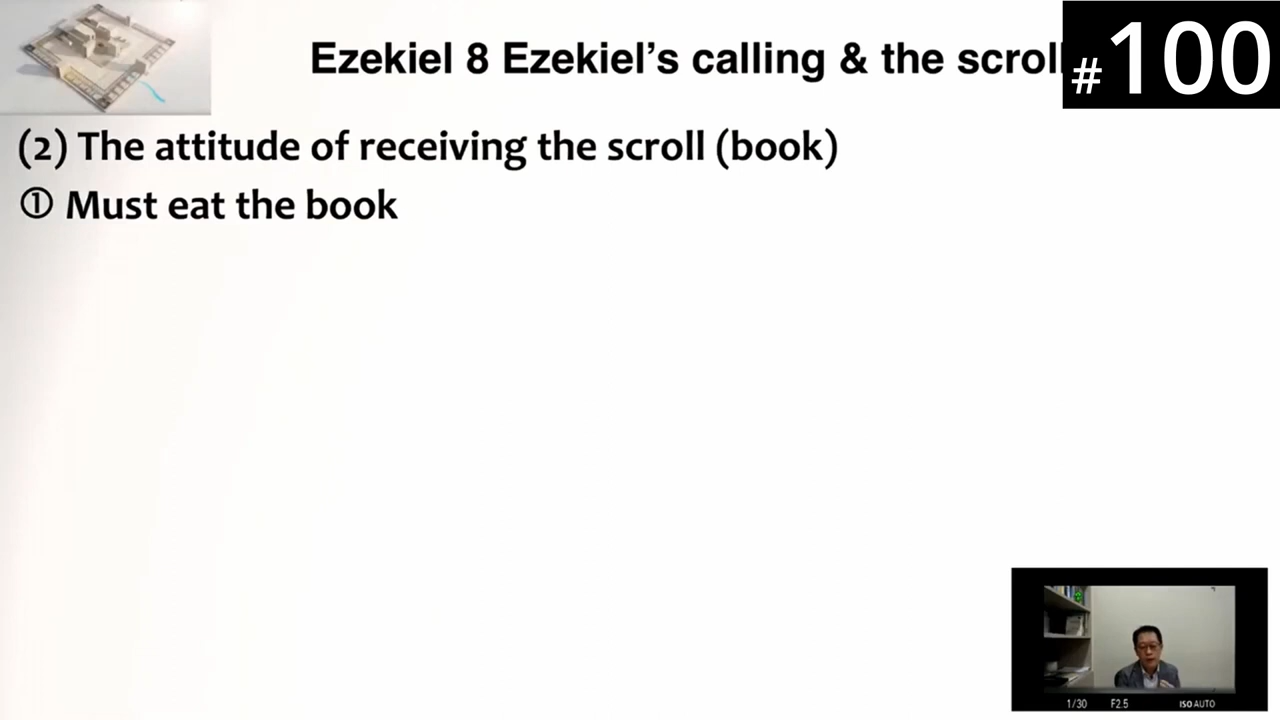 Ezekiel 8 Ezekiel’s calling & the scroll
#100
(2) The attitude of receiving the scroll (book)
① Must eat the book
1/30 F2.5 ISO AUTO